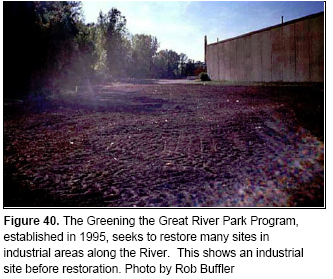 Figure 40. The Greening the Great River Park Program,
established in 1995, seeks to restore many sites in
industrial areas along the River.  This shows an industrial
site before restoration. Photo by Rob Buffler